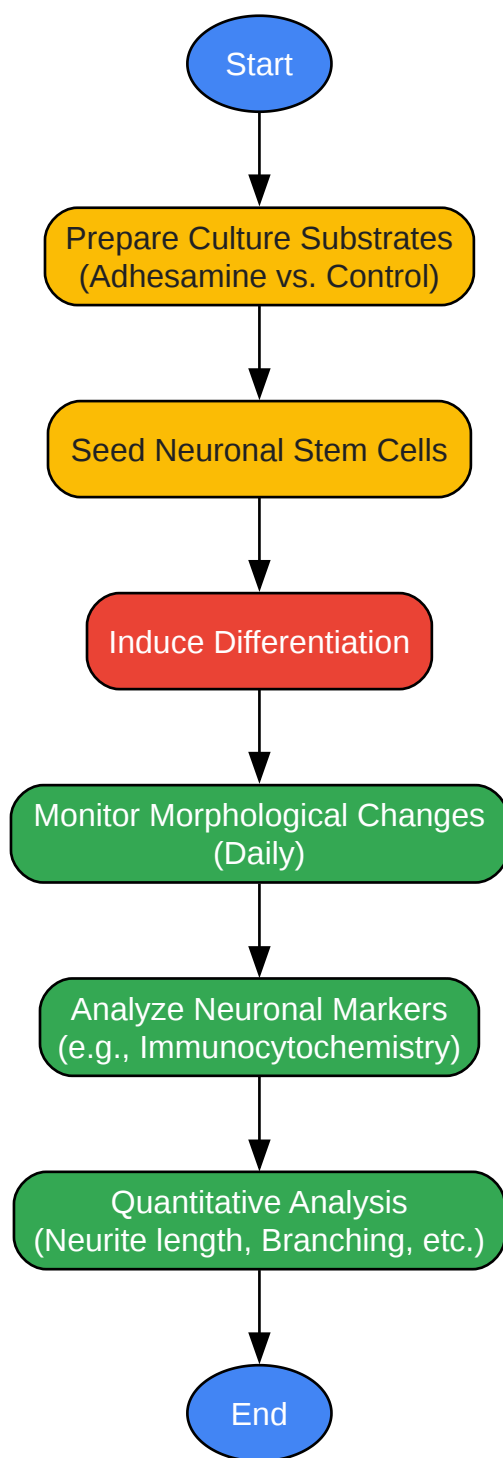 Start
Prepare Culture Substrates
(Adhesamine vs. Control)
Seed Neuronal Stem Cells
Induce Differentiation
Monitor Morphological Changes
(Daily)
Analyze Neuronal Markers
(e.g., Immunocytochemistry)
Quantitative Analysis
(Neurite length, Branching, etc.)
End